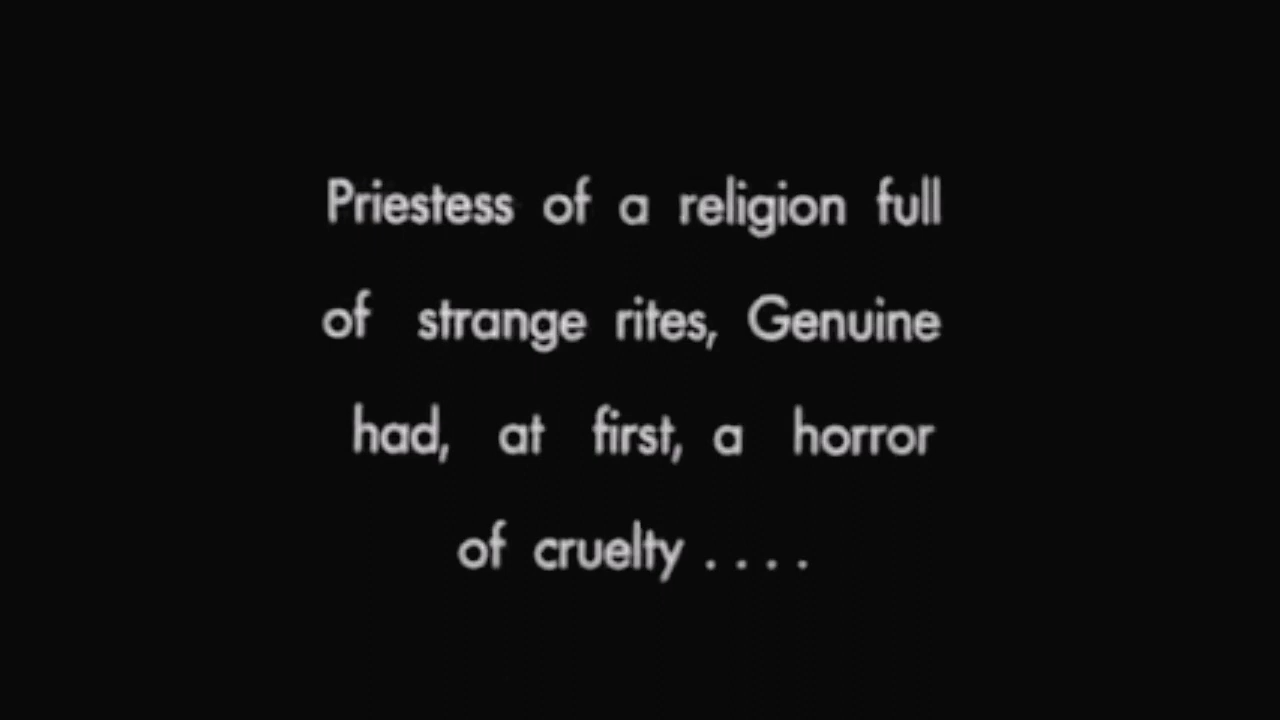 Priestess of a religion full
of strange rites, Genuine
had, at first, a horror
of cruelty . . . .